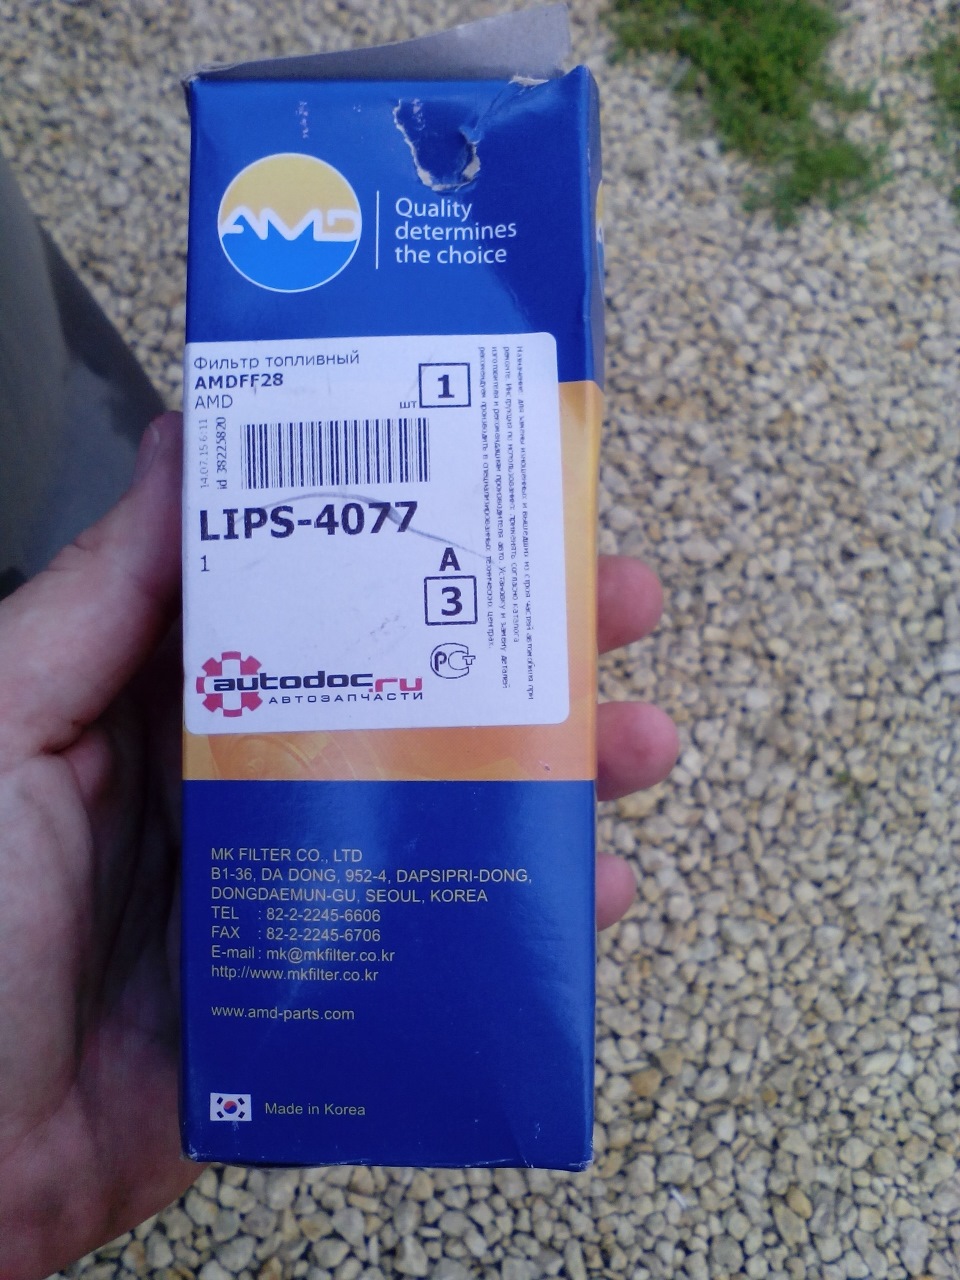 AMD
Quality
determines
the choice
Фильтр топливный
AMDFF28
AMD
шт 1
14.07.15 6:11
id 38225820
LIPS-4077
1
A
3
РСТ
autodoc.ru
АВТОЗАПЧАСТИ
MK FILTER CO., LTD
B1-36, DA DONG, 952-4, DAPSIPRI-DONG,
DONGDAEMUN-GU, SEOUL, KOREA
TEL : 82-2-2245-6606
FAX : 82-2-2245-6706
E-mail : mk@mkfilter.co.kr
http://www.mkfilter.co.kr
www.amd-parts.com
Made in Korea